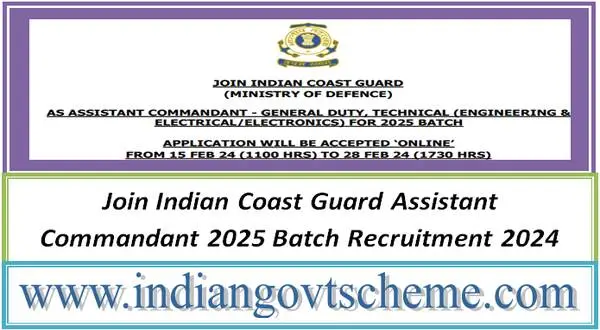 JOIN INDIAN COAST GUARD
(MINISTRY OF DEFENCE)
AS ASSISTANT COMMANDANT - GENERAL DUTY, TECHNICAL (ENGINEERING &
ELECTRICAL/ELECTRONICS) FOR 2025 BATCH
APPLICATION WILL BE ACCEPTED 'ONLINE'
FROM 15 FEB 24 (1100 HRS) TO 28 FEB 24 (1730 HRS)
Join Indian Coast Guard Assistant
Commandant 2025 Batch Recruitment 2024
www.indiangovtscheme.com